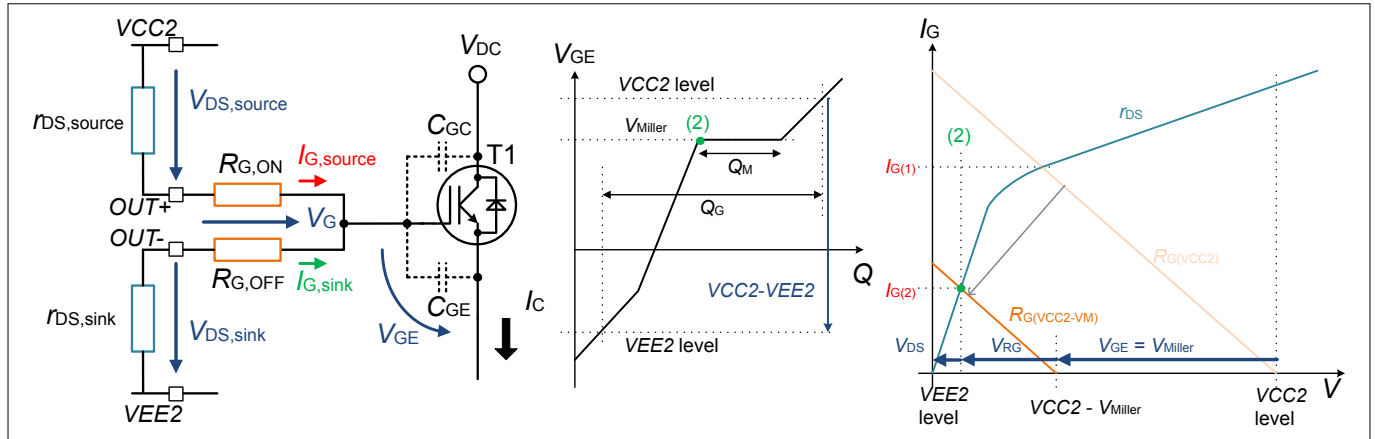 VCC2
rDS,source
VDS,source
RG,ON
IG,source
OUT+
VG
OUT-
RG,OFF
IG,sink
rDS,sink
VDS,sink
VEE2
VDC
CGC
T1
CGE
VGE
IC
VGE
VCC2 level
VMiller
(2)
QM
QG
Q
VCC2-VEE2
VEE2 level
IG
rDS
(2)
IG(1)
RG(VCC2)
IG(2)
RG(VCC2-VM)
VDS
VRG
VGE = VMiller
VEE2
level
VCC2 - VMiller
VCC2
level
V